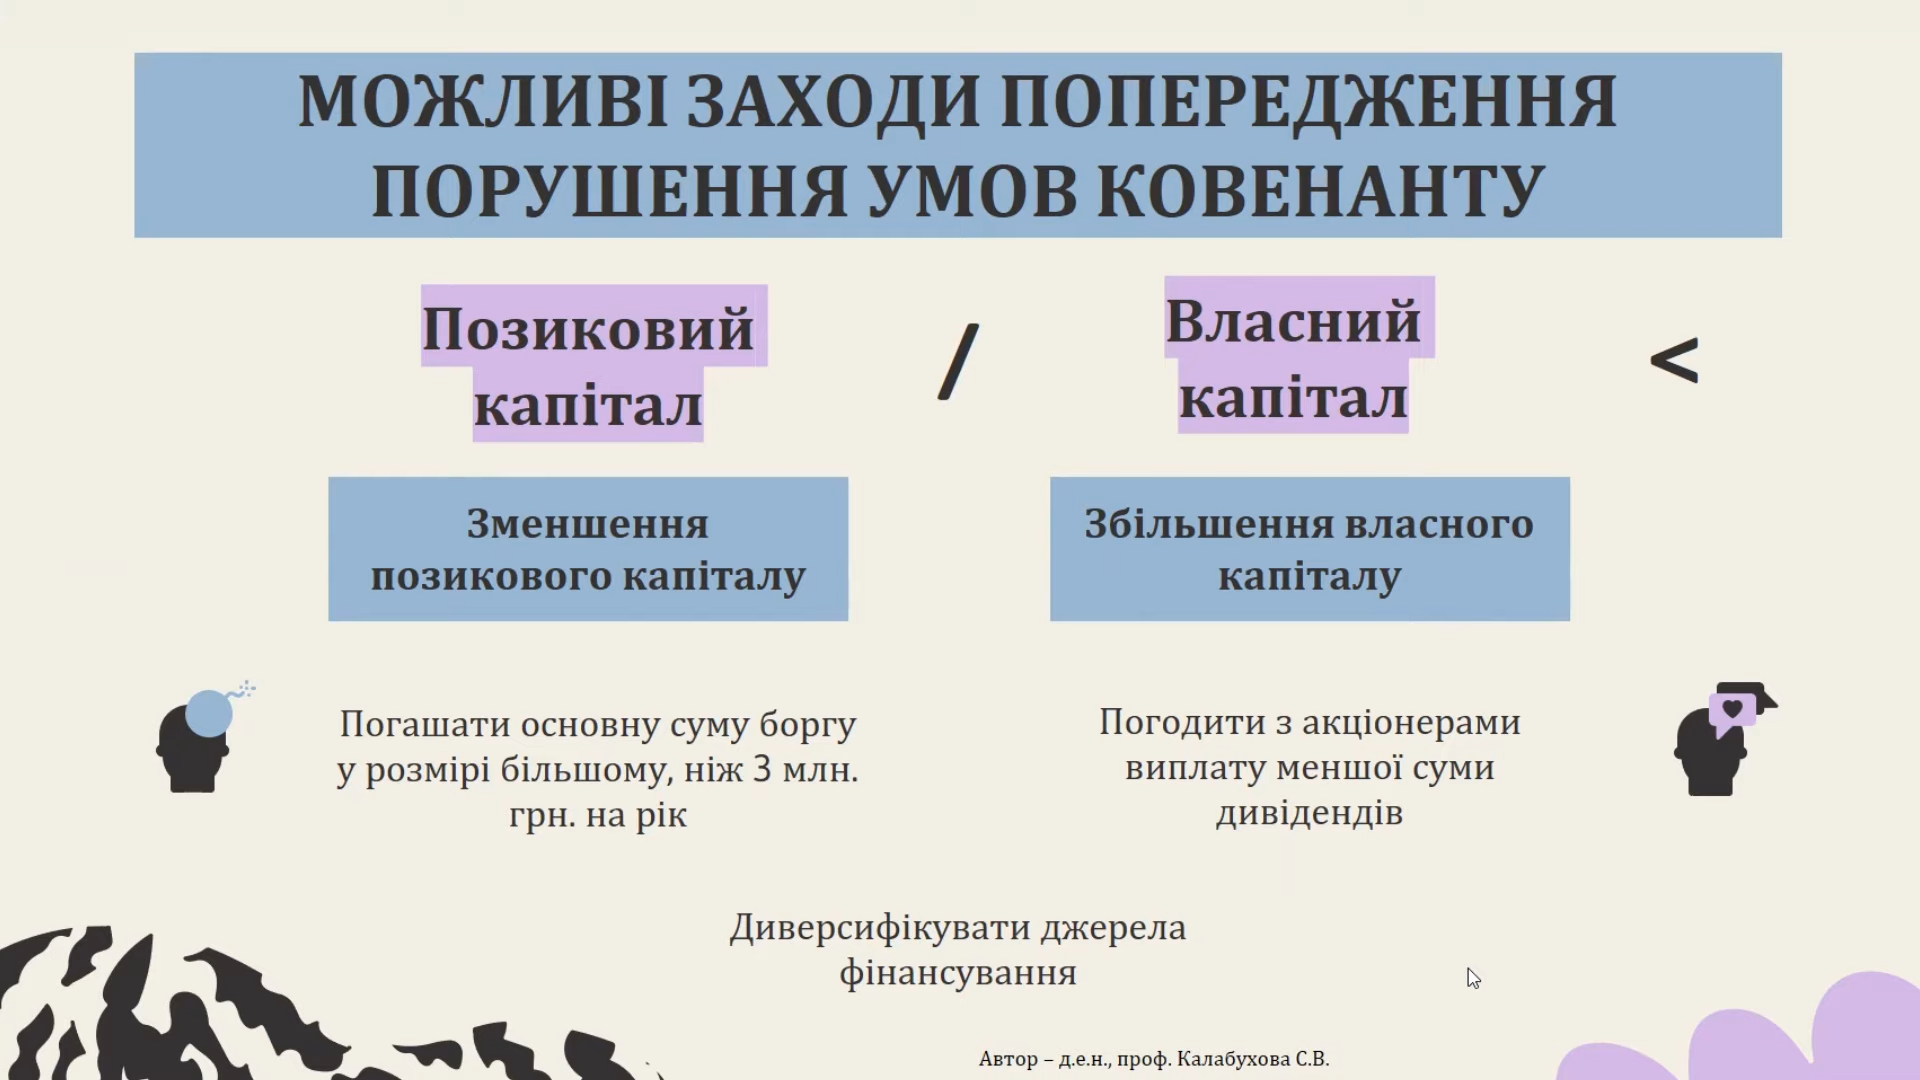 МОЖЛИВІ ЗАХОДИ ПОПЕРЕДЖЕННЯ
ПОРУШЕННЯ УМОВ КОВЕНАНТУ
Позиковий
капітал
/
Власний
капітал
<
Зменшення
позикового капіталу
Збільшення власного
капіталу
Погашати основну суму боргу
у розмірі більшому, ніж 3 млн.
грн. на рік
Погодити з акціонерами
виплату меншої суми
дивідендів
Диверсифікувати джерела
фінансування
Автор – д.е.н., проф. Калабухова С.В.